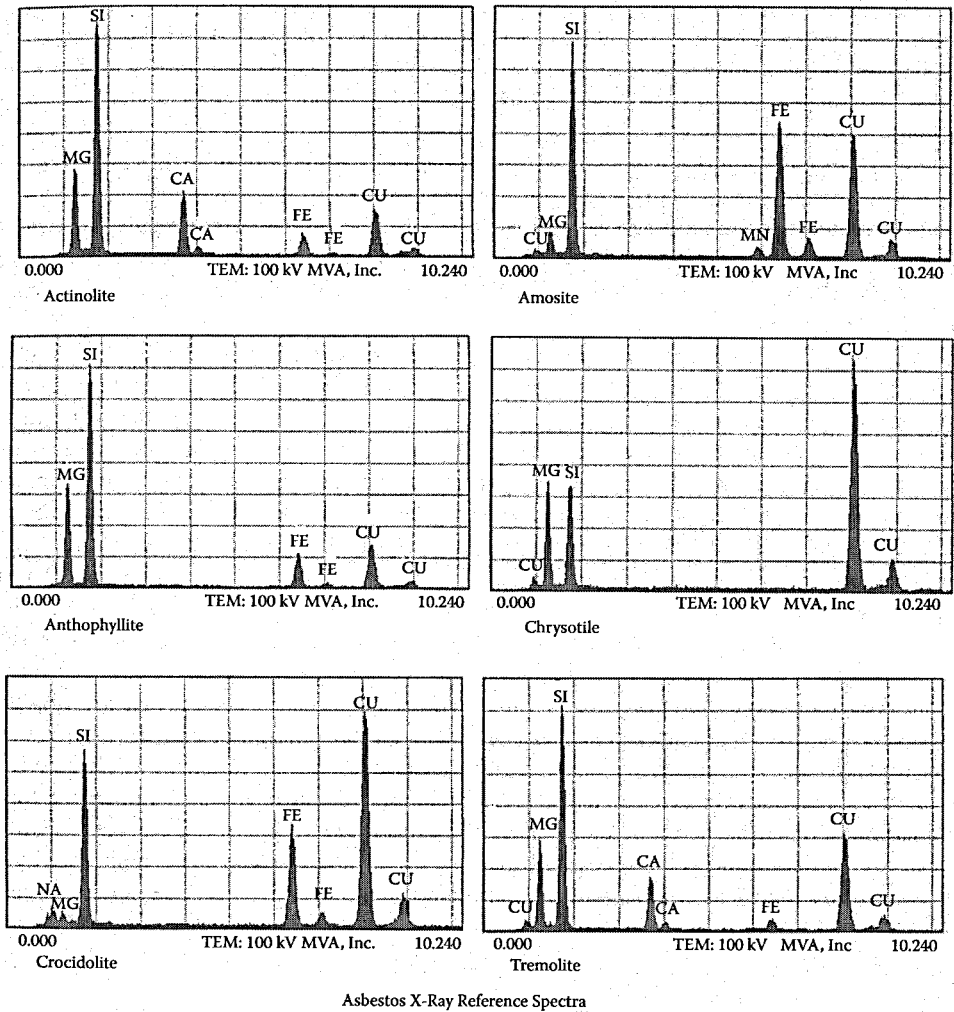 SI
MG
CA
CA
FE
FE
CU
CU
0.000 TEM: 100 kV MVA, Inc. 10.240
Actinolite
SI
FE
CU
MG
CU
MN
FE
0.000 TEM: 100 kV MVA, Inc 10.240
Amosite
SI
MG
FE
FE
CU
CU
0.000 TEM: 100 kV MVA, Inc. 10.240
Anthophyllite
CU
MG SI
CU
CU
0.000 TEM: 100 kV MVA, Inc 10.240
Chrysotile
CU
SI
FE
NA
MG
FE
CU
0.000 TEM: 100 kV MVA, Inc. 10.240
Crocidolite
SI
MG
CU
CA
CU
CA
FE
CU
0.000 TEM: 100 kV MVA, Inc 10.240
Tremolite
Asbestos X-Ray Reference Spectra